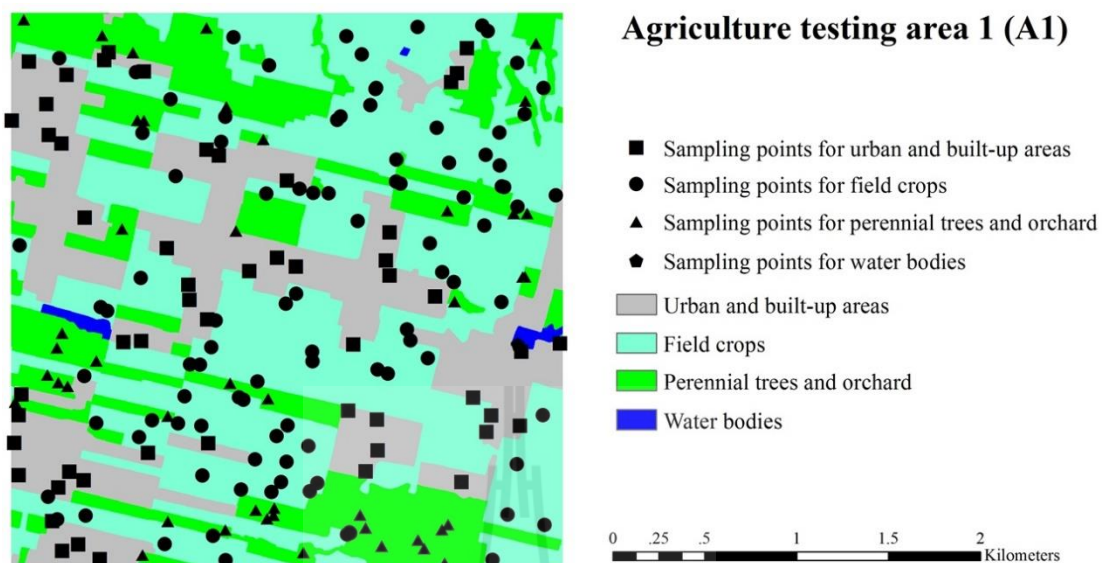 Agriculture testing area 1 (A1)
Sampling points for urban and built-up areas
Sampling points for field crops
Sampling points for perennial trees and orchard
Sampling points for water bodies
Urban and built-up areas
Field crops
Perennial trees and orchard
Water bodies
0 .25 .5 1 1.5 2
Kilometers